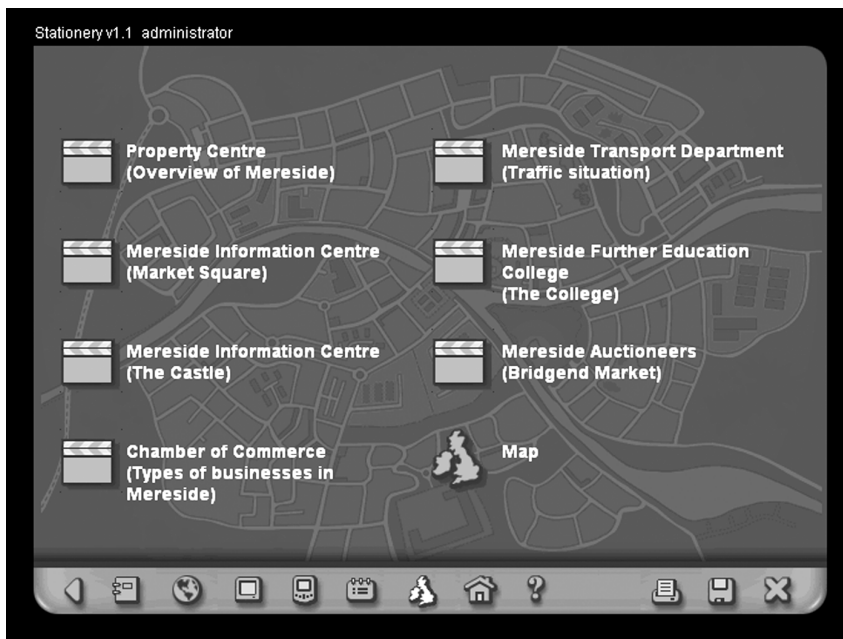 Stationery v1.1 administrator
Property Centre
(Overview of Mereside)
Mereside Information Centre
(Market Square)
Mereside Information Centre
(The Castle)
Chamber of Commerce
(Types of businesses in
Mereside)
Mereside Transport Department
(Traffic situation)
Mereside Further Education
College
(The College)
Mereside Auctioneers
(Bridgend Market)
Map
?